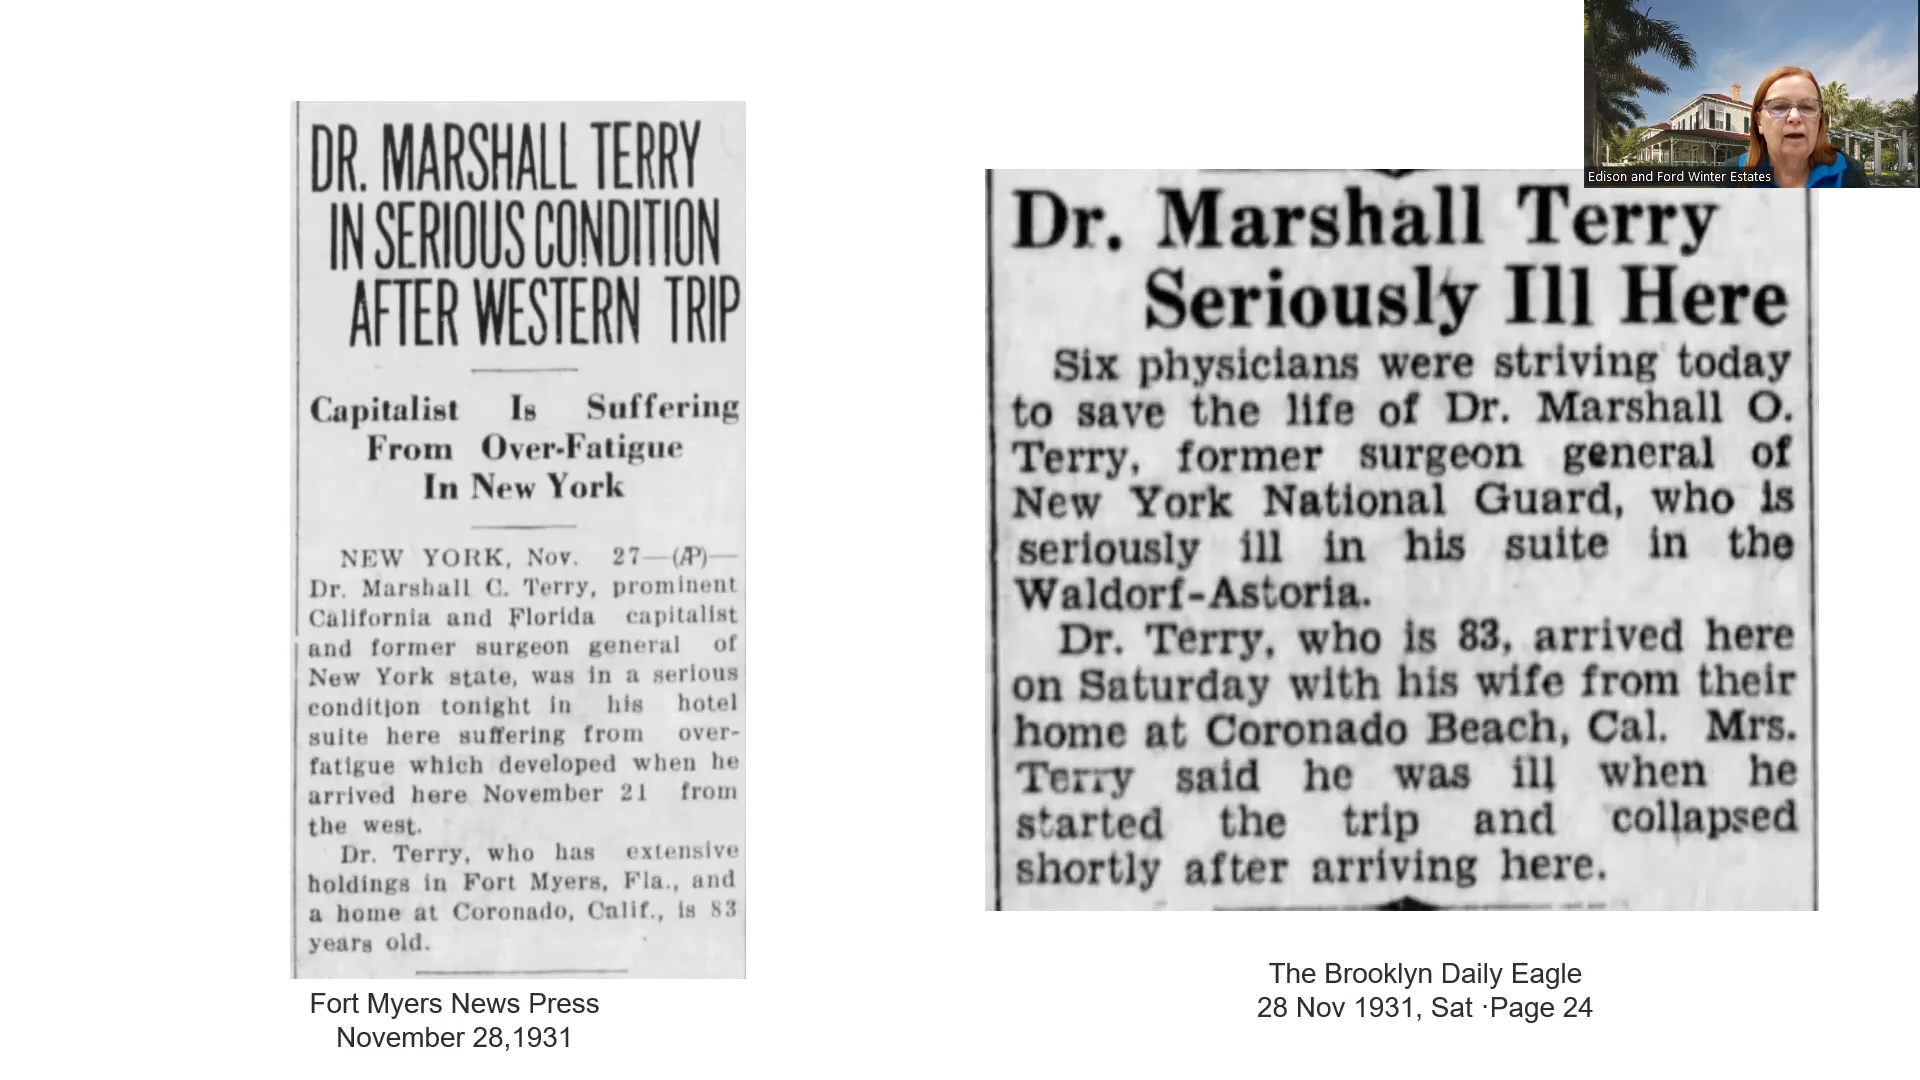 DR. MARSHALL TERRY
IN SERIOUS CONDITION
AFTER WESTERN TRIP
Capitalist Is Suffering
From Over-Fatigue
In New York
NEW YORK, Nov. 27—(AP)—
Dr. Marshall C. Terry, prominent
California and Florida capitalist
and former surgeon general of
New York state, was in a serious
condition tonight in his hotel
suite here suffering from over-
fatigue which developed when he
arrived here November 21 from
the west.
Dr. Terry, who has extensive
holdings in Fort Myers, Fla., and
a home at Coronado, Calif., is 83
years old.
Fort Myers News Press
November 28,1931
Edison and Ford Winter Estates
Dr. Marshall Terry
Seriously Ill Here
Six physicians were striving today
to save the life of Dr. Marshall O.
Terry, former surgeon general of
New York National Guard, who is
seriously ill in his suite in the
Waldorf-Astoria.
Dr. Terry, who is 83, arrived here
on Saturday with his wife from their
home at Coronado Beach, Cal. Mrs.
Terry said he was ill when he
started the trip and collapsed
shortly after arriving here.
The Brooklyn Daily Eagle
28 Nov 1931, Sat ·Page 24